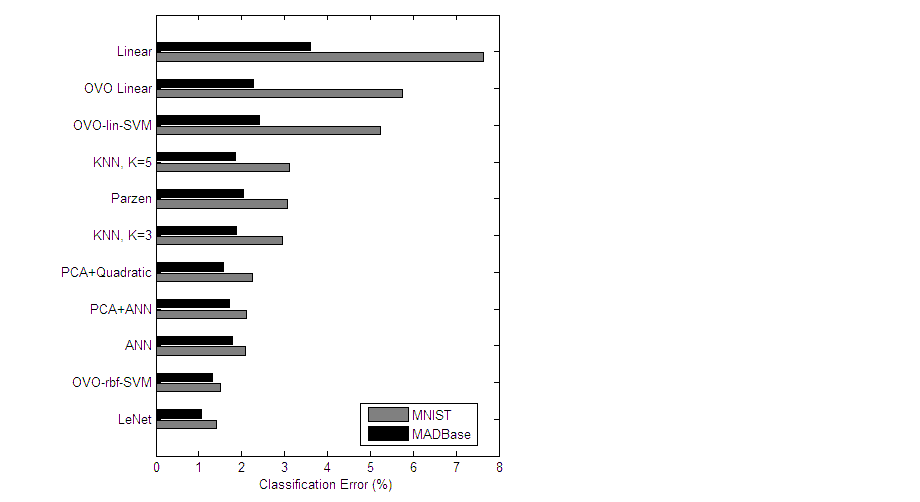 Linear
OVO Linear
OVO-lin-SVM
KNN, K=5
Parzen
KNN, K=3
PCA+Quadratic
PCA+ANN
ANN
OVO-rbf-SVM
LeNet
MNIST
MADBase
0 1 2 3 4 5 6 7 8
Classification Error (%)